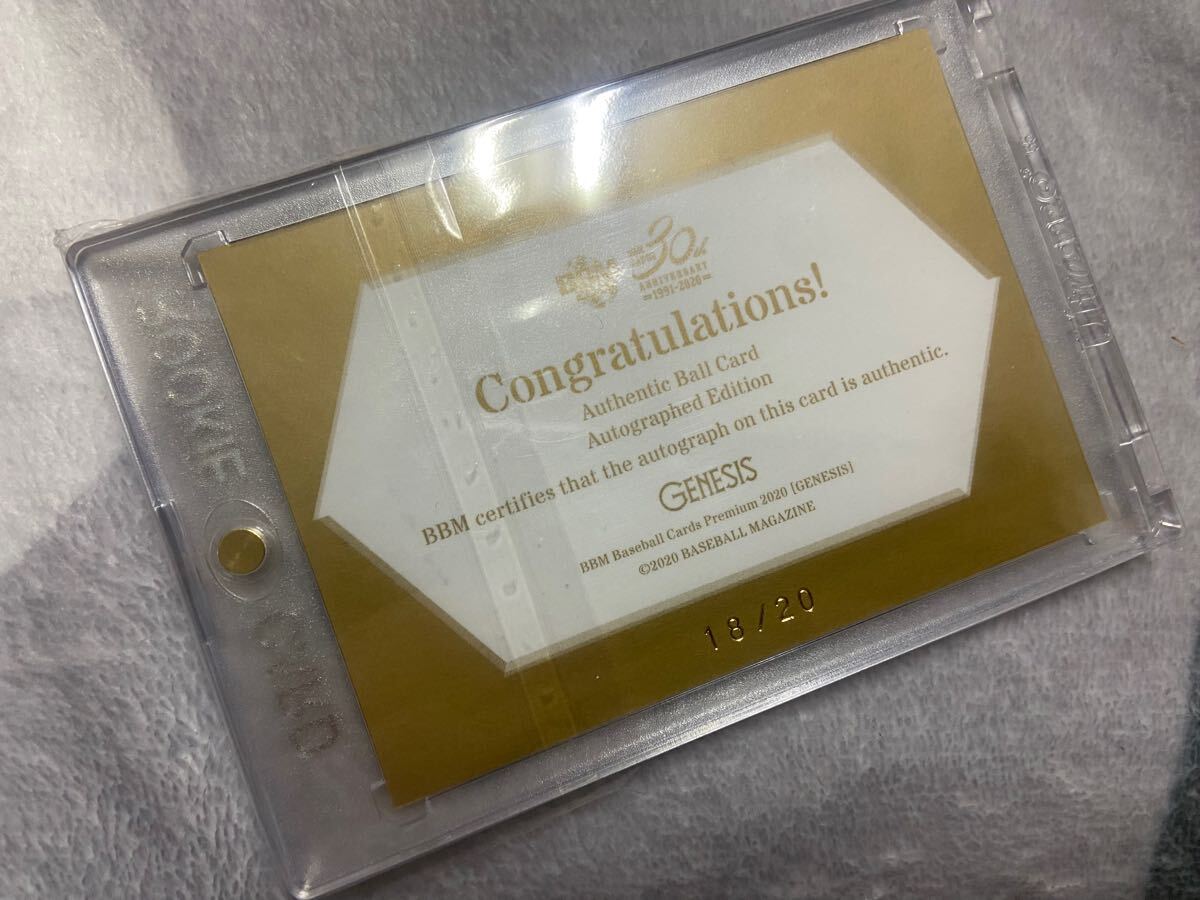 30th
ANNIVERSARY
1991-2020
Congratulations!
Authentic Ball Card
Autographed Edition
BBM certifies that the autograph on this card is authentic.
GENESIS
BBM Baseball Cards Premium 2020 [GENESIS]
©2020 BASEBALL MAGAZINE
18/20
ROOKIE
CARD